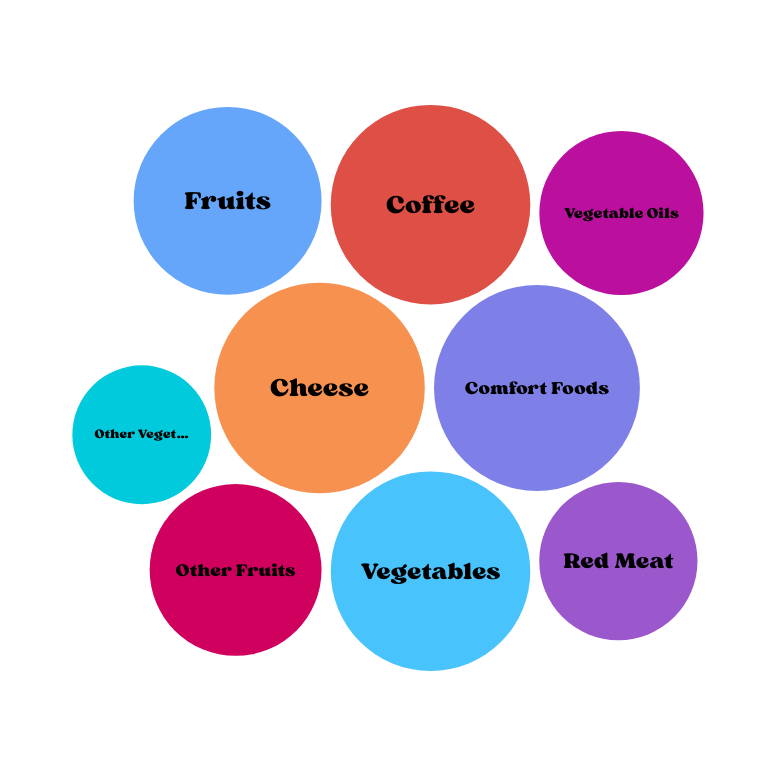 Fruits
Coffee
Vegetable Oils
Cheese
Comfort Foods
Other Veget...
Other Fruits
Vegetables
Red Meat